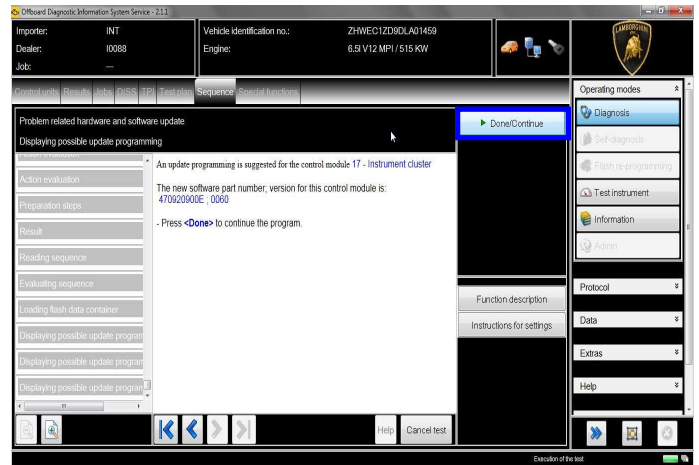 Offboard Diagnostic Information System Service - 2.1.1
Importer: INT
Dealer: I0088
Job: ---
Vehicle identification no.: ZHWEC1ZD9DLA01459
Engine: 6.5l V12 MPI / 515 KW
LAMBORGHINI
Control units Results Jobs DISS TPI Test plan Sequence Special functions
Problem related hardware and software update
Displaying possible update programming
Action evaluation
Action evaluation
Preparation steps
Result
Reading sequence
Evaluating sequence
Loading flash data container
Displaying possible update program
Displaying possible update program
Displaying possible update program
An update programming is suggested for the control module 17 - Instrument cluster
The new software part number; version for this control module is:
470920900E ; 0060
- Press <Done> to continue the program.
Help
Cancel test
Done/Continue
Function description
Instructions for settings
Operating modes
Diagnosis
Self-diagnosis
Flash re-programming
Test instrument
Information
Admin
Protocol
Data
Extras
Help
Execution of the test